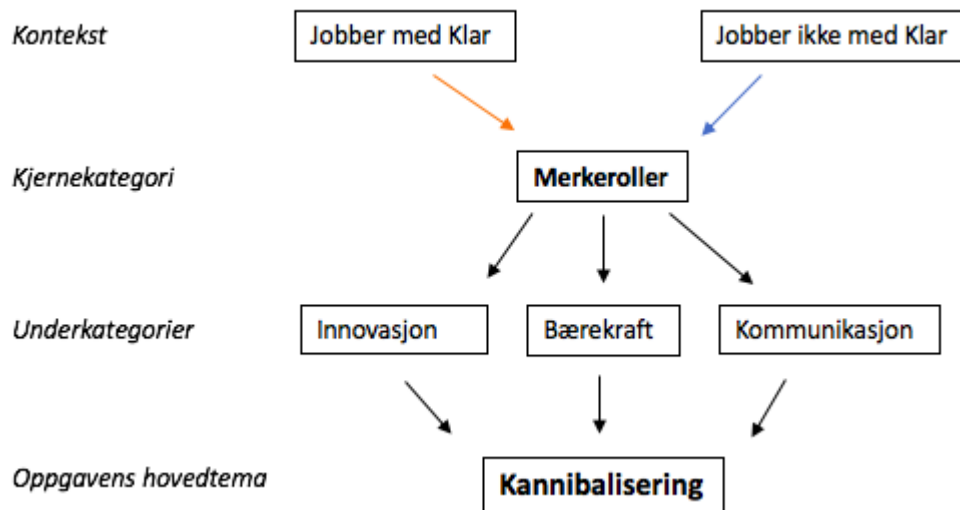 Kontekst
Jobber med Klar
Jobber ikke med Klar
Kjernekategori
Merkeroller
Underkategorier
Innovasjon
Bærekraft
Kommunikasjon
Oppgavens hovedtema
Kannibalisering